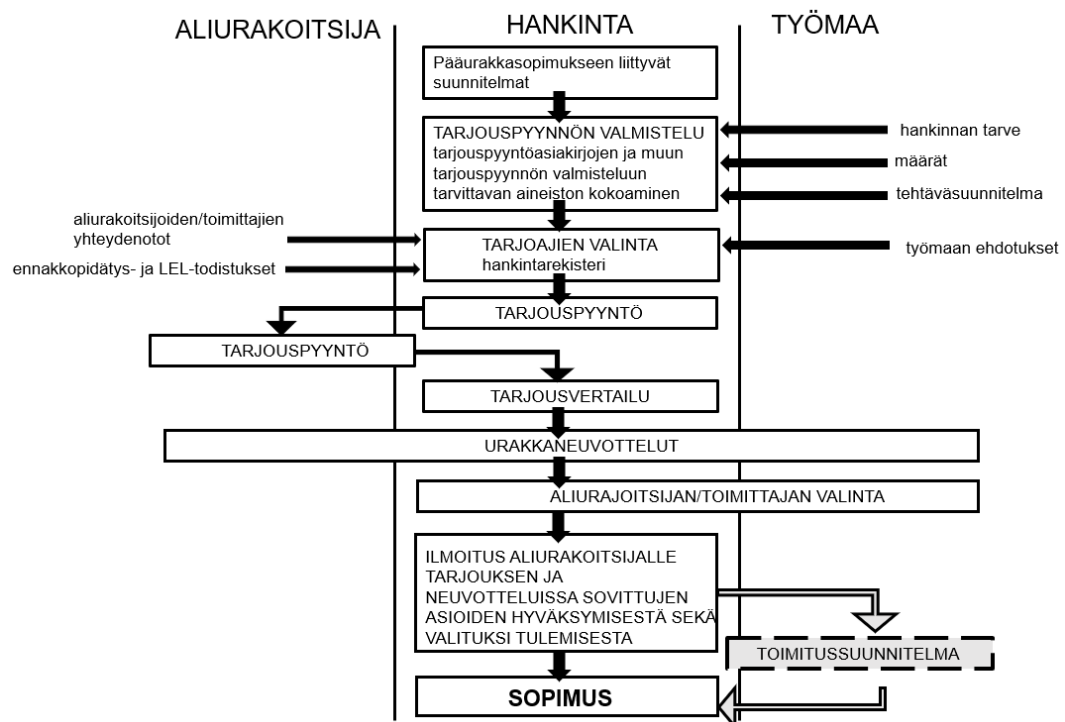 ALIURAKOITSIJA
HANKINTA
TYÖMAA
Pääurakkasopimukseen liittyvät
suunnitelmat
TARJOUSPYYNNÖN VALMISTELU
tarjouspyyntöasiakirjojen ja muun
tarjouspyynnön valmisteluun
tarvittavan aineiston kokoaminen
hankinnan tarve
määrät
tehtäväsuunnitelma
aliurakoitsijoiden/toimittajien
yhteydenotot
ennakkopidätys- ja LEL-todistukset
TARJOAJIEN VALINTA
hankintarekisteri
työmaan ehdotukset
TARJOUSPYYNTÖ
TARJOUSPYYNTÖ
TARJOUSVERTAILU
URAKKANEUVOTTELUT
ALIURAJOITSIJAN/TOIMITTAJAN VALINTA
ILMOITUS ALIURAKOITSIJALLE
TARJOUKSEN JA
NEUVOTTELUISSA SOVITTUJEN
ASIOIDEN HYVÄKSYMISESTÄ SEKÄ
VALITUKSI TULEMISESTA
TOIMITUSSUUNNITELMA
SOPIMUS